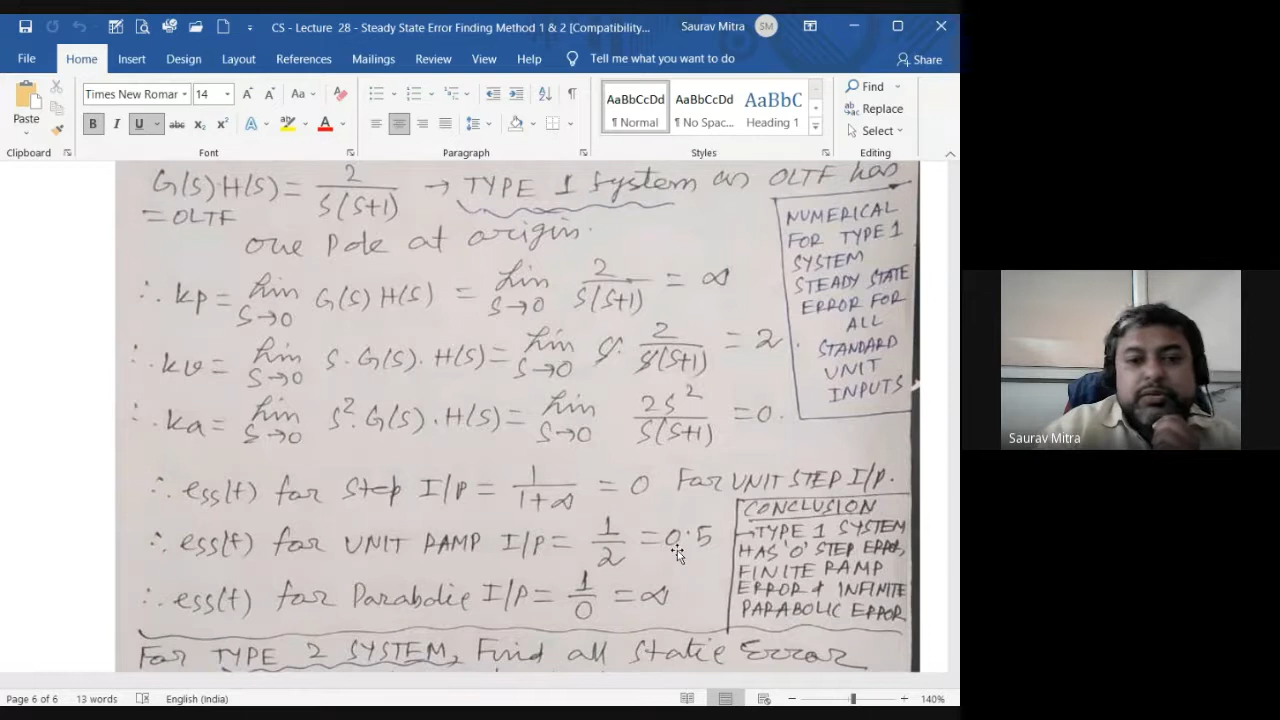 CS - Lecture 28 - Steady State Error Finding Method 1 & 2 [Compatibility...
Saurav Mitra
SM
File Home Insert Design Layout References Mailings Review View Help Tell me what you want to do Share
Paste
Times New Roman 14
Aa
B I U abc x₂ x²
AaBbCcDd AaBbCcDd AaBbC
¶ Normal ¶ No Spac... Heading 1
Find
Replace
Select
Clipboard Font Paragraph Styles Editing
G(S)·H(S) = 2/S(S+1) → TYPE 1 System as OLTF has
= OLTF
one Pole at origin.
∴ kp = Lim S→0 G(S)H(S) = Lim S→0 2/S(S+1) = ∞
∴ kv = Lim S→0 S·G(S)·H(S) = Lim S→0 S· 2/S(S+1) = 2.
∴ ka = Lim S→0 S²·G(S)·H(S) = Lim S→0 2S²/S(S+1) = 0.
∴ ess(t) for Step I/P = 1/1+∞ = 0 For UNIT STEP I/P.
∴ ess(t) for UNIT RAMP I/P = 1/2 = 0.5
∴ ess(t) for Parabolic I/P = 1/0 = ∞
For TYPE 2 SYSTEM, Find all Static Error
NUMERICAL
FOR TYPE 1
SYSTEM
STEADY STATE
ERROR FOR
ALL
STANDARD
UNIT
INPUTS
CONCLUSION
→TYPE 1 SYSTEM
HAS '0' STEP ERROR,
FINITE RAMP
ERROR & INFINITE
PARABOLIC ERROR
Saurav Mitra
Page 6 of 6 13 words English (India) 140%